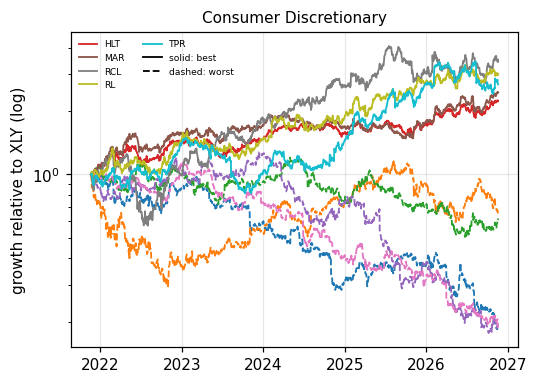 Consumer Discretionary
growth relative to XLY (log)
HLT
MAR
RCL
RL
TPR
solid: best
dashed: worst
10⁰
2022 2023 2024 2025 2026 2027